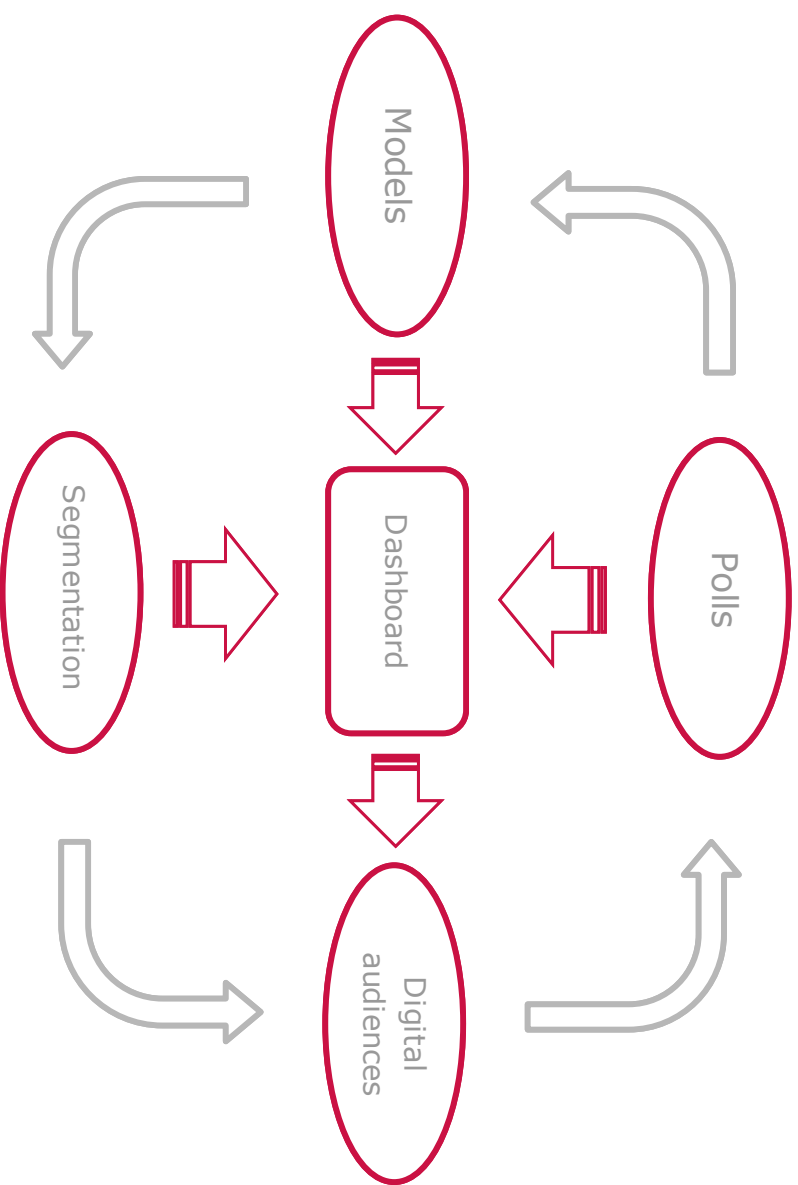 Polls
Models
Dashboard
Digital
audiences
Segmentation